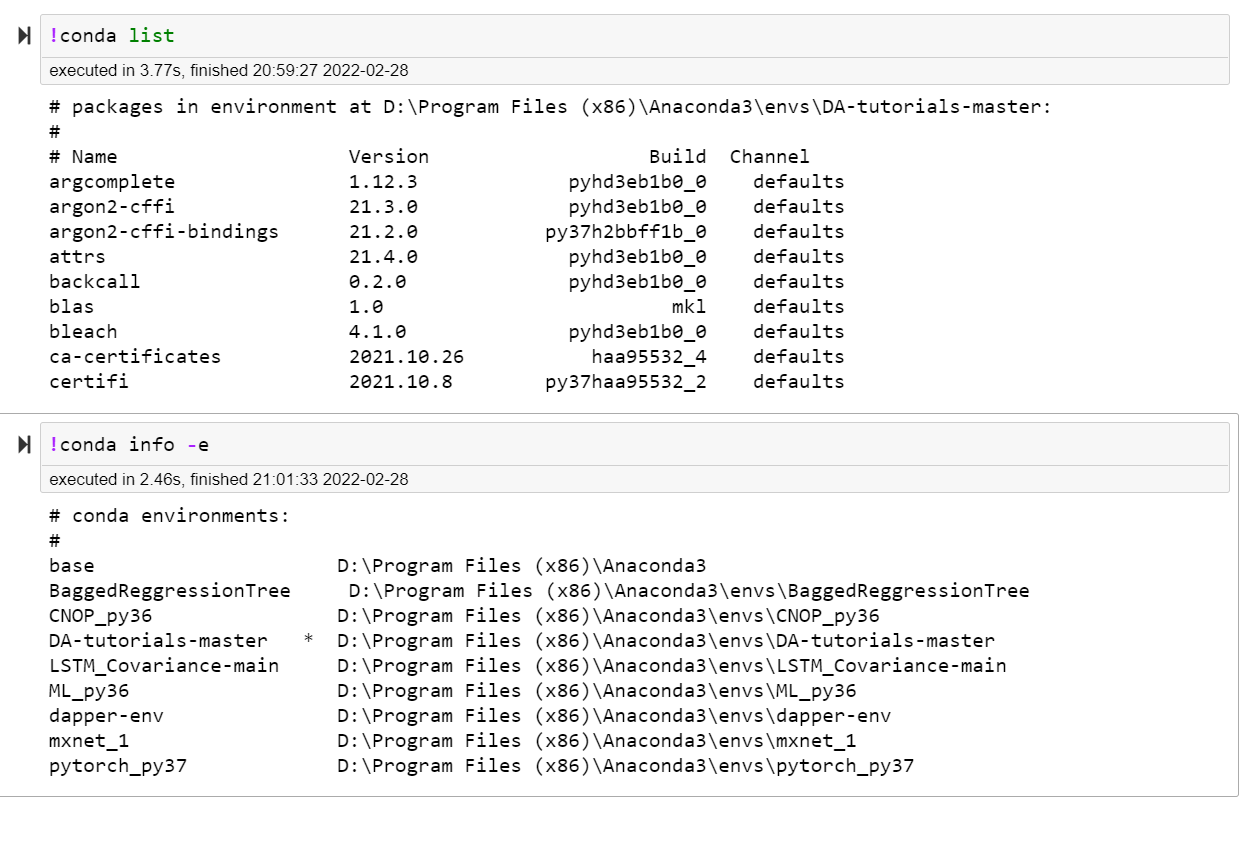 !conda list
executed in 3.77s, finished 20:59:27 2022-02-28
# packages in environment at D:\Program Files (x86)\Anaconda3\envs\DA-tutorials-master:
#
# Name                    Version                   Build  Channel
argcomplete               1.12.3             pyhd3eb1b0_0    defaults
argon2-cffi               21.3.0             pyhd3eb1b0_0    defaults
argon2-cffi-bindings      21.2.0           py37h2bbff1b_0    defaults
attrs                     21.4.0             pyhd3eb1b0_0    defaults
backcall                  0.2.0              pyhd3eb1b0_0    defaults
blas                      1.0                         mkl    defaults
bleach                    4.1.0              pyhd3eb1b0_0    defaults
ca-certificates           2021.10.26           haa95532_4    defaults
certifi                   2021.10.8        py37haa95532_2    defaults
!conda info -e
executed in 2.46s, finished 21:01:33 2022-02-28
# conda environments:
#
base                     D:\Program Files (x86)\Anaconda3
BaggedReggressionTree     D:\Program Files (x86)\Anaconda3\envs\BaggedReggressionTree
CNOP_py36                D:\Program Files (x86)\Anaconda3\envs\CNOP_py36
DA-tutorials-master   *  D:\Program Files (x86)\Anaconda3\envs\DA-tutorials-master
LSTM_Covariance-main     D:\Program Files (x86)\Anaconda3\envs\LSTM_Covariance-main
ML_py36                  D:\Program Files (x86)\Anaconda3\envs\ML_py36
dapper-env               D:\Program Files (x86)\Anaconda3\envs\dapper-env
mxnet_1                  D:\Program Files (x86)\Anaconda3\envs\mxnet_1
pytorch_py37             D:\Program Files (x86)\Anaconda3\envs\pytorch_py37